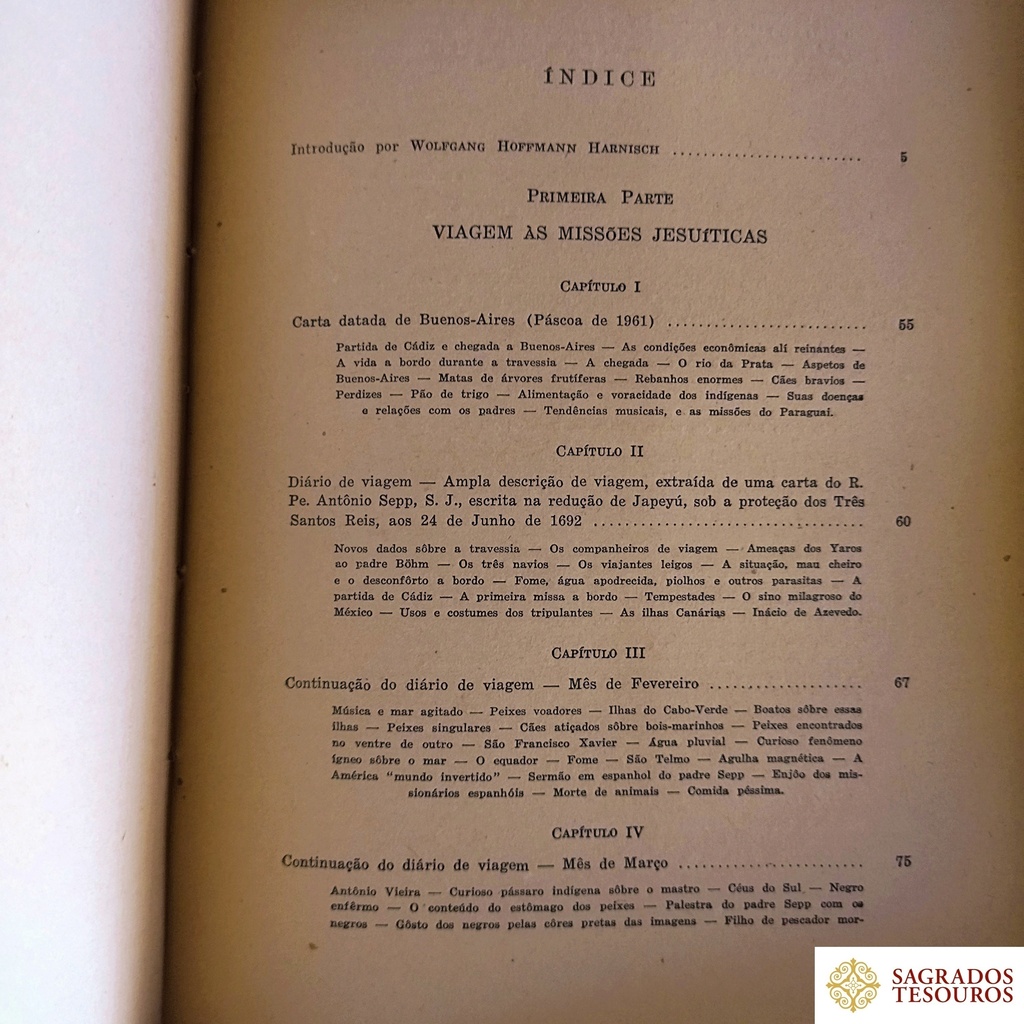 ÍNDICE
Introdução por WOLFGANG HOFFMANN HARNISCH .............................. 5
PRIMEIRA PARTE
VIAGEM ÀS MISSÕES JESUÍTICAS
CAPÍTULO I
Carta datada de Buenos-Aires (Páscoa de 1961) .......................... 55
Partida de Cádiz e chegada a Buenos-Aires — As condições econômicas alí reinantes —
A vida a bordo durante a travessia — A chegada — O rio da Prata — Aspetos de
Buenos-Aires — Matas de árvores frutíferas — Rebanhos enormes — Cães bravios —
Perdizes — Pão de trigo — Alimentação e voracidade dos indígenas — Suas doenças
e relações com os padres — Tendências musicais, e as missões do Paraguaí.
CAPÍTULO II
Diário de viagem — Ampla descrição de viagem, extraída de uma carta do R.
Pe. Antônio Sepp, S. J., escrita na redução de Japeyú, sob a proteção dos Três
Santos Reis, aos 24 de Junho de 1692 .................................. 60
Novos dados sôbre a travessia — Os companheiros de viagem — Ameaças dos Yaros
ao padre Böhm — Os três navios — Os viajantes leigos — A situação, mau cheiro
e o desconfôrto a bordo — Fome, água apodrecida, piolhos e outros parasitas — A
partida de Cádiz — A primeira missa a bordo — Tempestades — O sino milagroso do
México — Usos e costumes dos tripulantes — As ilhas Canárias — Inácio de Azevedo.
CAPÍTULO III
Continuação do diário de viagem — Mês de Fevereiro .................... 67
Música e mar agitado — Peixes voadores — Ilhas do Cabo-Verde — Boatos sôbre essas
ilhas — Peixes singulares — Cães atiçados sôbre bois-marinhos — Peixes encontrados
no ventre de outro — São Francisco Xavier — Água pluvial — Curioso fenômeno
ígneo sôbre o mar — O equador — Fome — São Telmo — Agulha magnética — A
América "mundo invertido" — Sermão em espanhol do padre Sepp — Enjôo dos mis-
sionários espanhóis — Morte de animais — Comida péssima.
CAPÍTULO IV
Continuação do diário de viagem — Mês de Março ........................ 75
Antônio Vieira — Curioso pássaro indígena sôbre o mastro — Céus do Sul — Negro
enfêrmo — O conteúdo do estômago dos peixes — Palestra do padre Sepp com os
negros — Gôsto dos negros pelas côres pretas das imagens — Filho de pescador mor-
SAGRADOS
TESOUROS